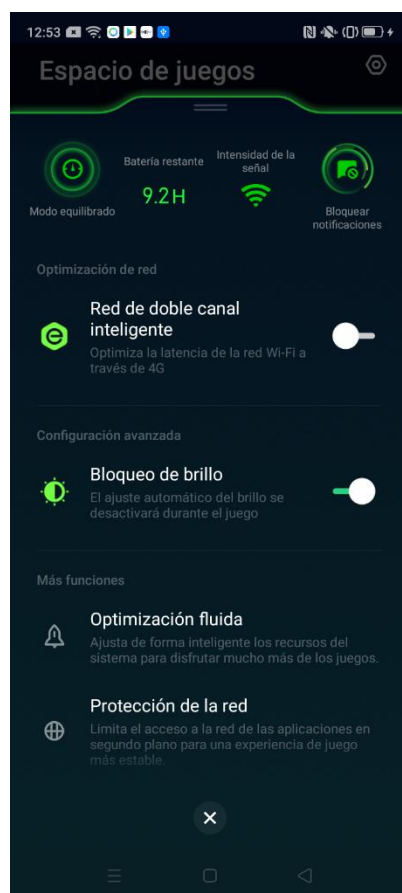 12:53
Espacio de juegos
Batería restante
9.2H
Intensidad de la
señal
Modo equilibrado
Bloquear
notificaciones
Optimización de red
Red de doble canal
inteligente
Optimiza la latencia de la red Wi-Fi a
través de 4G
Configuración avanzada
Bloqueo de brillo
El ajuste automático del brillo se
desactivará durante el juego
Más funciones
Optimización fluida
Ajusta de forma inteligente los recursos del
sistema para disfrutar mucho más de los juegos.
Protección de la red
Limita el acceso a la red de las aplicaciones en
segundo plano para una experiencia de juego
más estable.